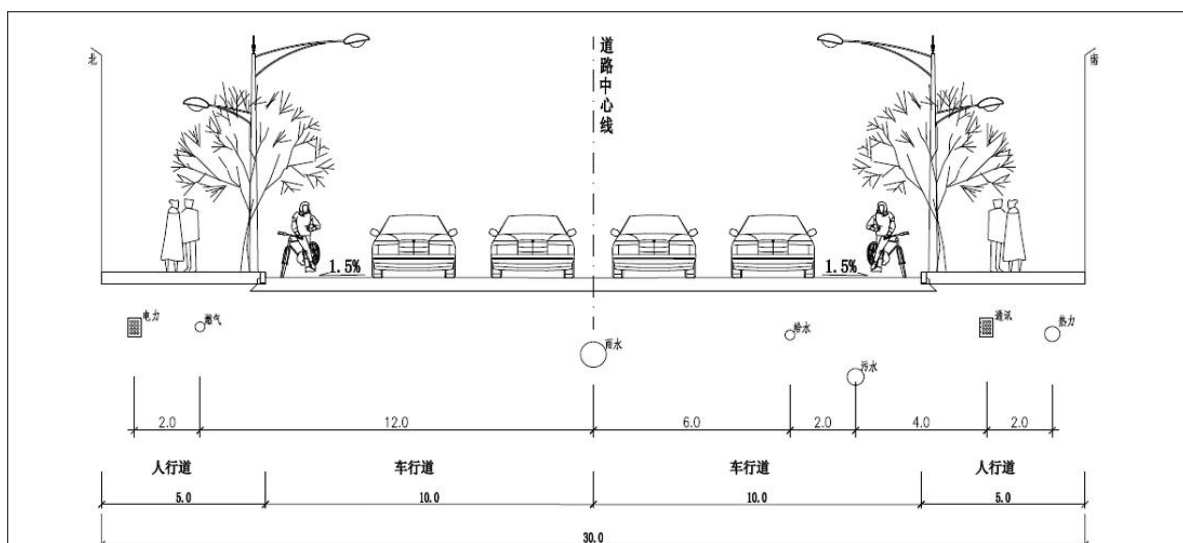 北
道路中心线
南
1.5%
1.5%
电力
燃气
雨水
给水
污水
通讯
热力
2.0
12.0
6.0
2.0
4.0
2.0
人行道
车行道
车行道
人行道
5.0
10.0
10.0
5.0
30.0